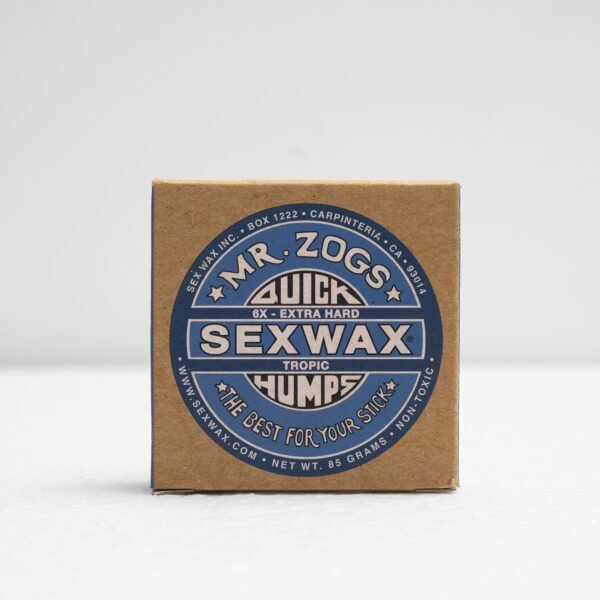 SEX WAX INC. • BOX 1222 • CARPINTERIA • CA • 93014
MR. ZOGS
QUICK
6X - EXTRA HARD
SEXWAX®
TROPIC
HUMPS
THE BEST FOR YOUR STICK
• WWW.SEXWAX.COM • NET WT. 85 GRAMS • NON-TOXIC •